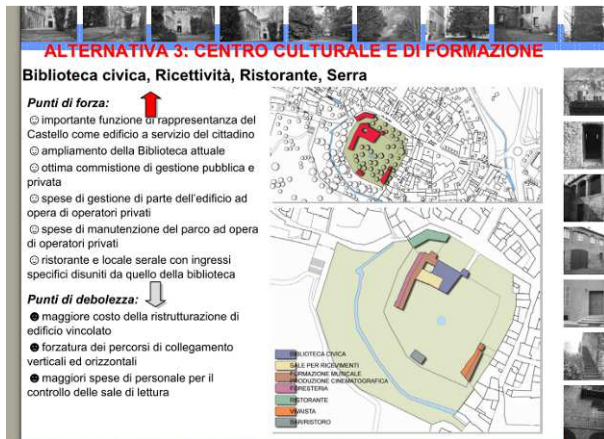 ALTERNATIVA 3: CENTRO CULTURALE E DI FORMAZIONE
Biblioteca civica, Ricettività, Ristorante, Serra
Punti di forza:
☺ importante funzione di rappresentanza del
Castello come edificio a servizio del cittadino
☺ ampliamento della Biblioteca attuale
☺ ottima commistione di gestione pubblica e
privata
☺ spese di gestione di parte dell'edificio ad
opera di operatori privati
☺ spese di manutenzione del parco ad opera
di operatori privati
☺ ristorante e locale serale con ingressi
specifici disuniti da quello della biblioteca
Punti di debolezza:
☻ maggiore costo della ristrutturazione di
edificio vincolato
☻ forzatura dei percorsi di collegamento
verticali ed orizzontali
☻ maggiori spese di personale per il
controllo delle sale di lettura
BIBLIOTECA CIVICA
SALE PER RICEVIMENTI
FORMAZIONE MUSICALE
PRODUZIONE CINEMATOGRAFICA
FORESTERIA
RISTORANTE
VIVAISTA
BAR/RISTORO